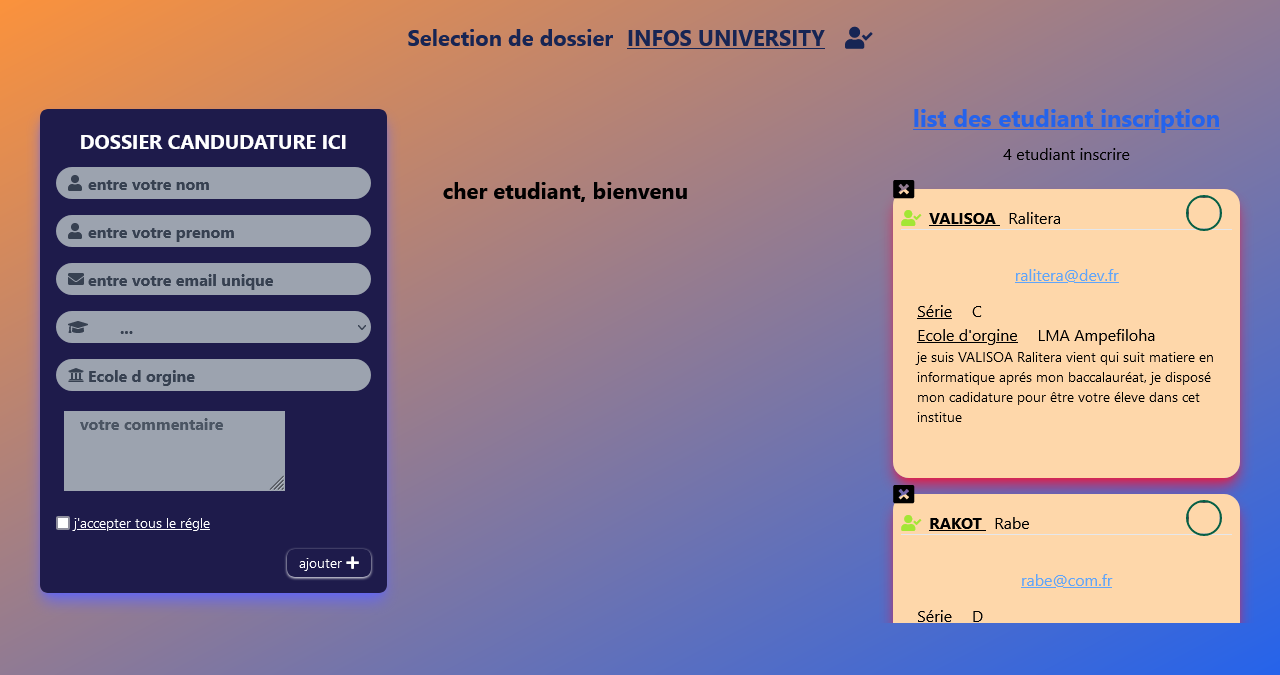 Selection de dossier INFOS UNIVERSITY
DOSSIER CANDUDATURE ICI
entre votre nom
entre votre prenom
entre votre email unique
...
Ecole d orgine
votre commentaire
j'accepter tous le régle
ajouter
cher etudiant, bienvenu
list des etudiant inscription
4 etudiant inscrire
VALISOA Ralitera
ralitera@dev.fr
Série C
Ecole d'orgine LMA Ampefiloha
je suis VALISOA Ralitera vient qui suit matiere en
informatique aprés mon baccalauréat, je disposé
mon cadidature pour être votre éleve dans cet
institue
RAKOT Rabe
rabe@com.fr
Série D